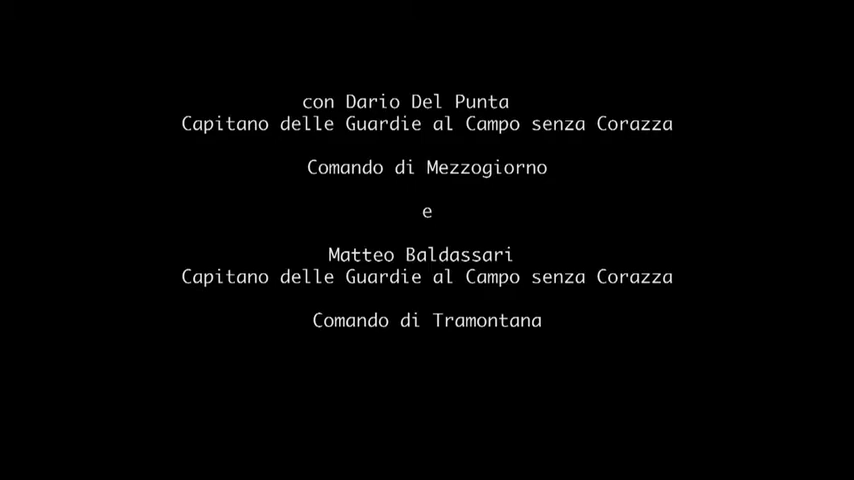 con Dario Del Punta
Capitano delle Guardie al Campo senza Corazza
Comando di Mezzogiorno
e
Matteo Baldassari
Capitano delle Guardie al Campo senza Corazza
Comando di Tramontana